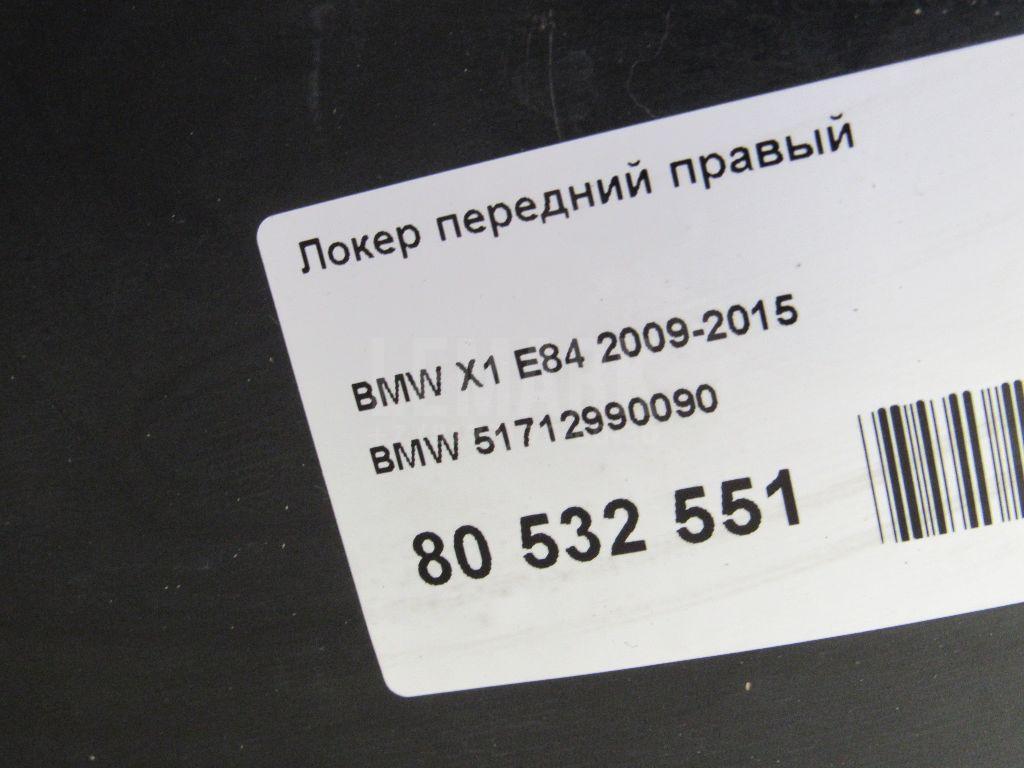 Локер передний правый
BMW X1 E84 2009-2015
BMW 51712990090
80 532 551